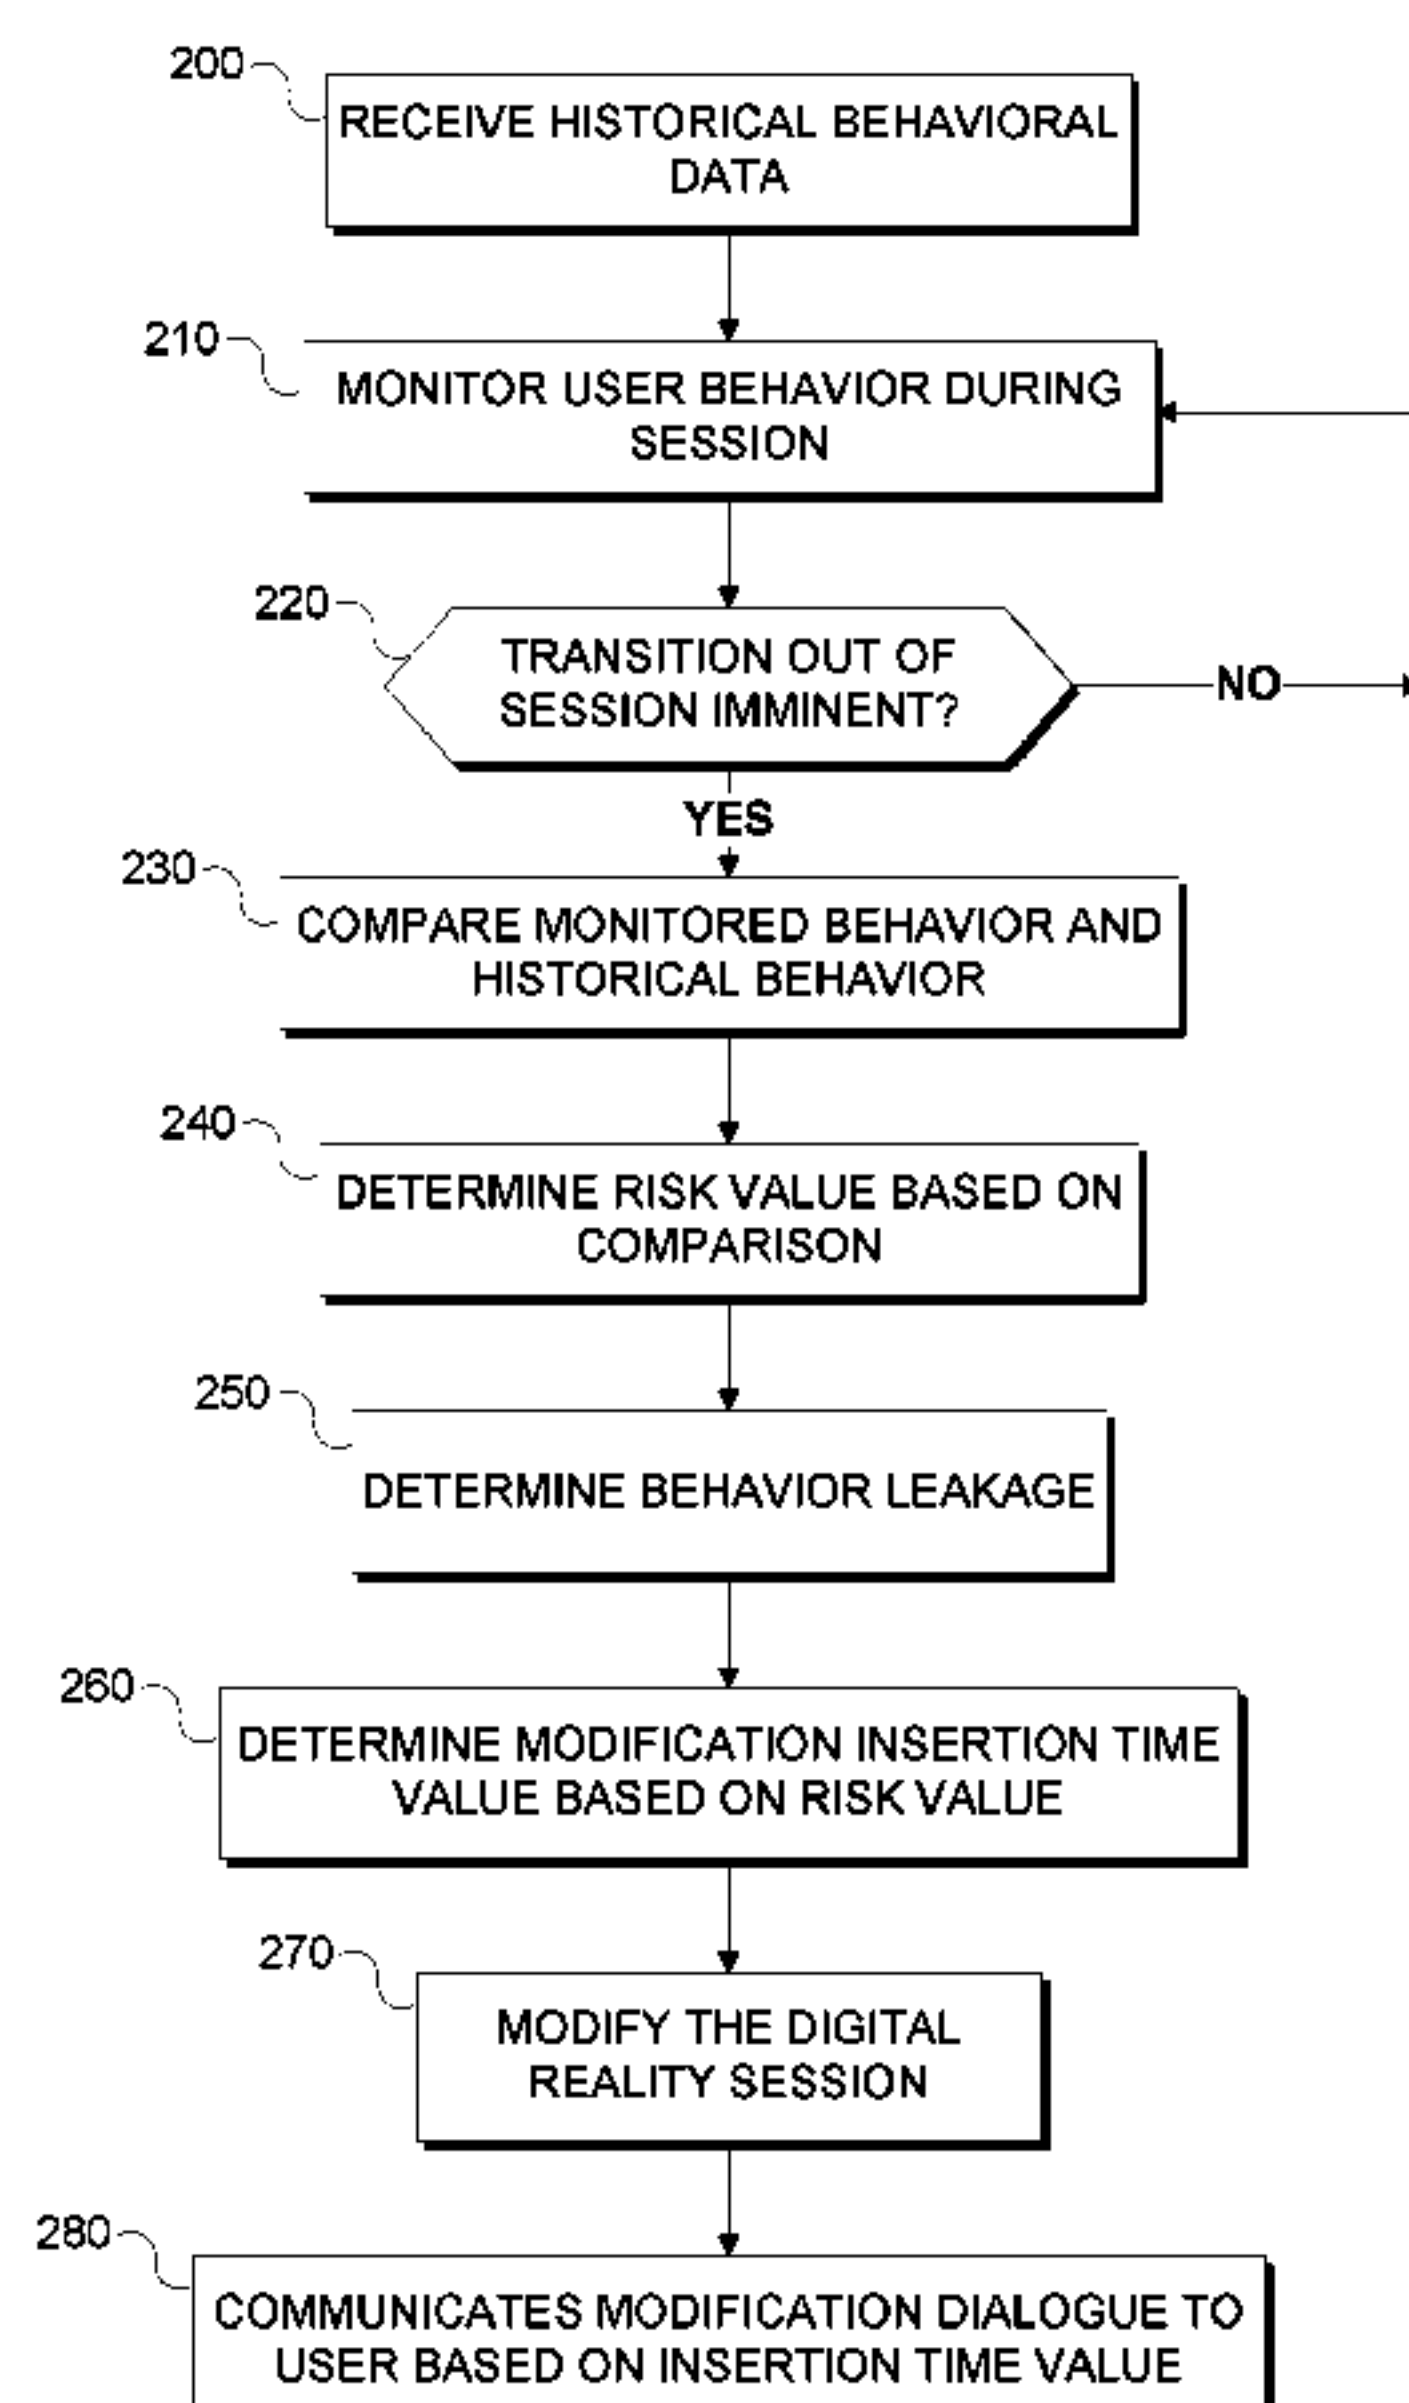 200
RECEIVE HISTORICAL BEHAVIORAL
DATA
210
MONITOR USER BEHAVIOR DURING
SESSION
220
TRANSITION OUT OF
SESSION IMMINENT?
NO
YES
230
COMPARE MONITORED BEHAVIOR AND
HISTORICAL BEHAVIOR
240
DETERMINE RISK VALUE BASED ON
COMPARISON
250
DETERMINE BEHAVIOR LEAKAGE
260
DETERMINE MODIFICATION INSERTION TIME
VALUE BASED ON RISK VALUE
270
MODIFY THE DIGITAL
REALITY SESSION
280
COMMUNICATES MODIFICATION DIALOGUE TO
USER BASED ON INSERTION TIME VALUE